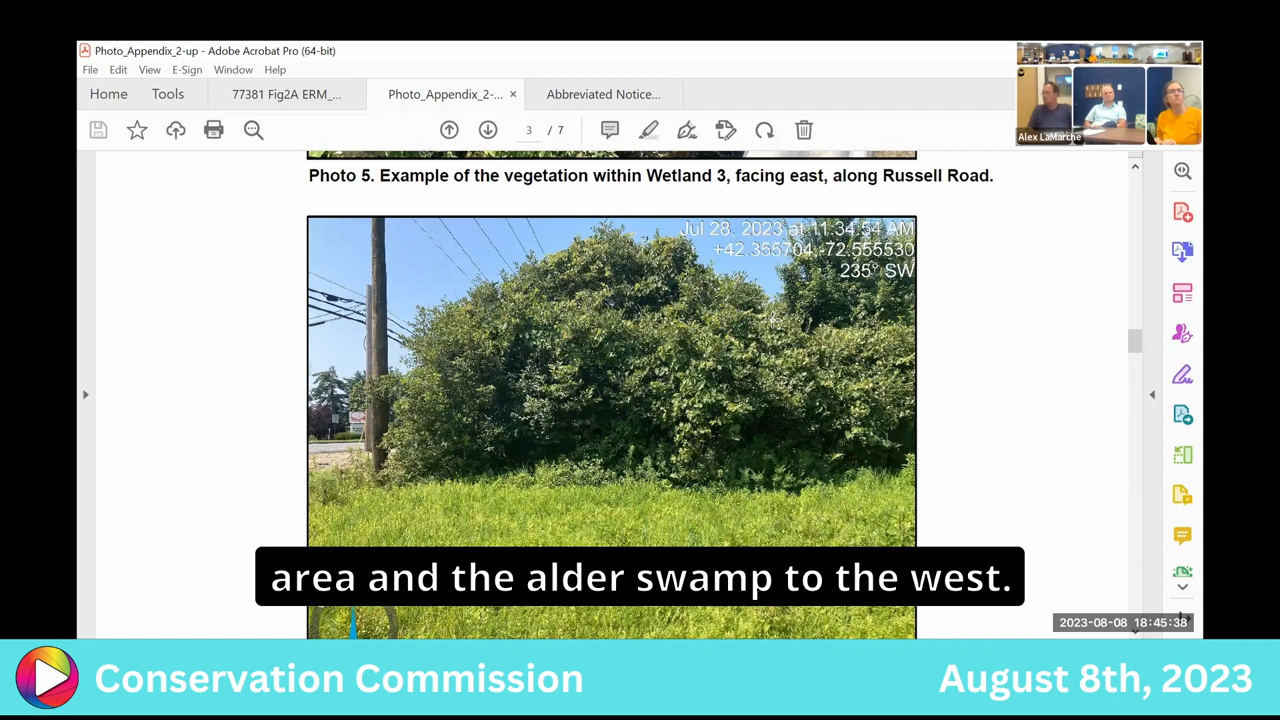 Photo_Appendix_2-up - Adobe Acrobat Pro (64-bit)
File Edit View E-Sign Window Help
Home Tools 77381 Fig2A ERM_... Photo_Appendix_2-... × Abbreviated Notice...
3 / 7
Alex LaMarche
Photo 5. Example of the vegetation within Wetland 3, facing east, along Russell Road.
Jul 28, 2023 at 11:34:54 AM
+42.355704,-72.555530
235° SW
area and the alder swamp to the west.
2023-08-08 18:45:38
Conservation Commission August 8th, 2023